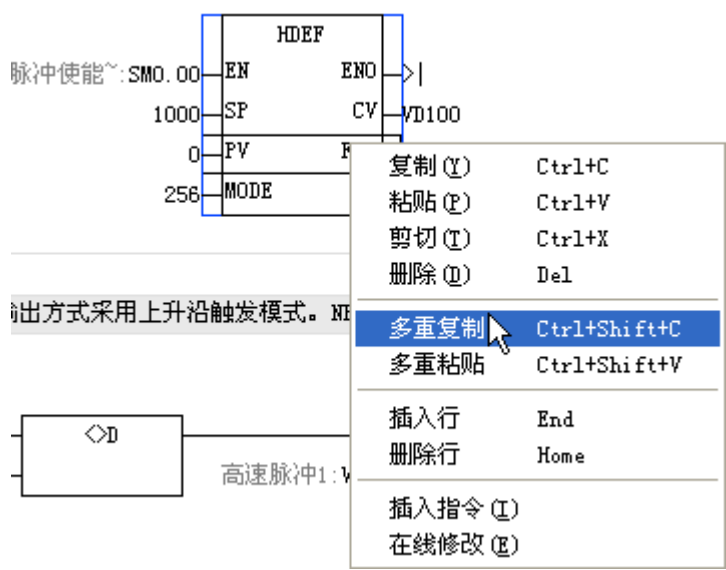 HDEF
脉冲使能~:SM0.00 EN ENO
1000 SP CV VD100
0 PV
256 MODE
复制(Y) Ctrl+C
粘贴(P) Ctrl+V
剪切(T) Ctrl+X
删除(D) Del
多重复制 Ctrl+Shift+C
多重粘贴 Ctrl+Shift+V
插入行 End
删除行 Home
插入指令(I)
在线修改(E)
出方式采用上升沿触发模式。
<>D
高速脉冲1: